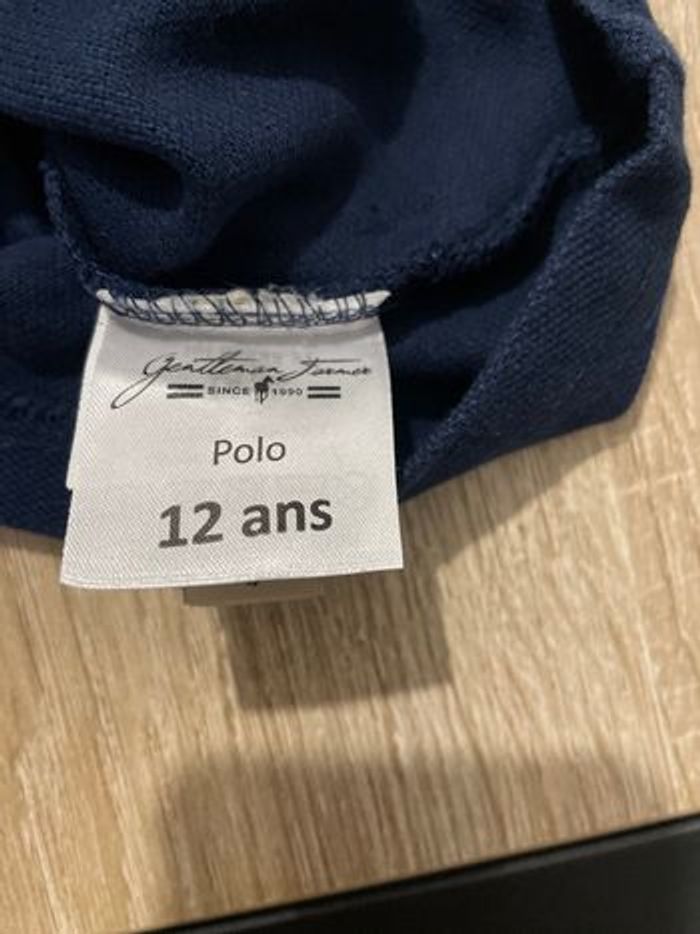 Gentleman Farmer
SINCE 1990
Polo
12 ans